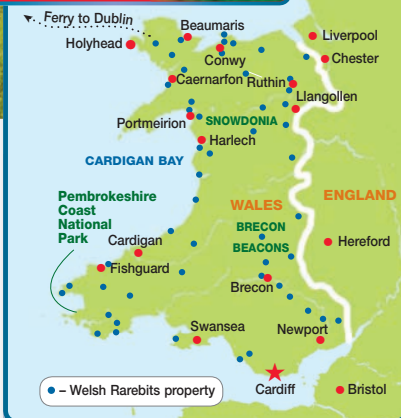 Ferry to Dublin
Beaumaris
Liverpool
Holyhead
Conwy
Chester
Caernarfon
Ruthin
Llangollen
Portmeirion
SNOWDONIA
Harlech
CARDIGAN BAY
Pembrokeshire
Coast
National
Park
WALES
ENGLAND
BRECON
BEACONS
Cardigan
Hereford
Fishguard
Brecon
Swansea
Newport
– Welsh Rarebits property
Cardiff
Bristol